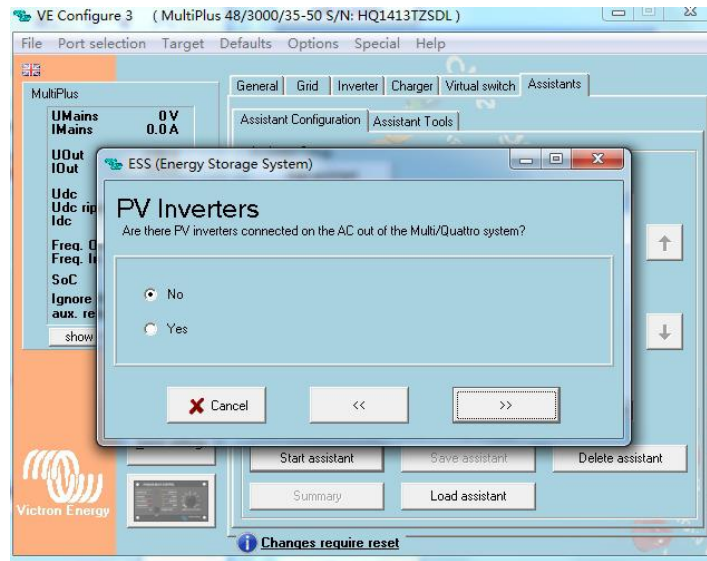 VE Configure 3 ( MultiPlus 48/3000/35-50 S/N: HQ1413TZSDL )
File Port selection Target Defaults Options Special Help
MultiPlus
General Grid Inverter Charger Virtual switch Assistants
UMains 0 V
IMains 0.0 A
Assistant Configuration Assistant Tools
UOut
IOut
ESS (Energy Storage System)
Udc
Udc rip
Idc
PV Inverters
Are there PV inverters connected on the AC out of the Multi/Quattro system?
Freq. O
Freq. I
SoC
No
Ignore
aux. re
Yes
show
Cancel << >>
Start assistant Save assistant Delete assistant
Summary Load assistant
Victron Energy
Changes require reset